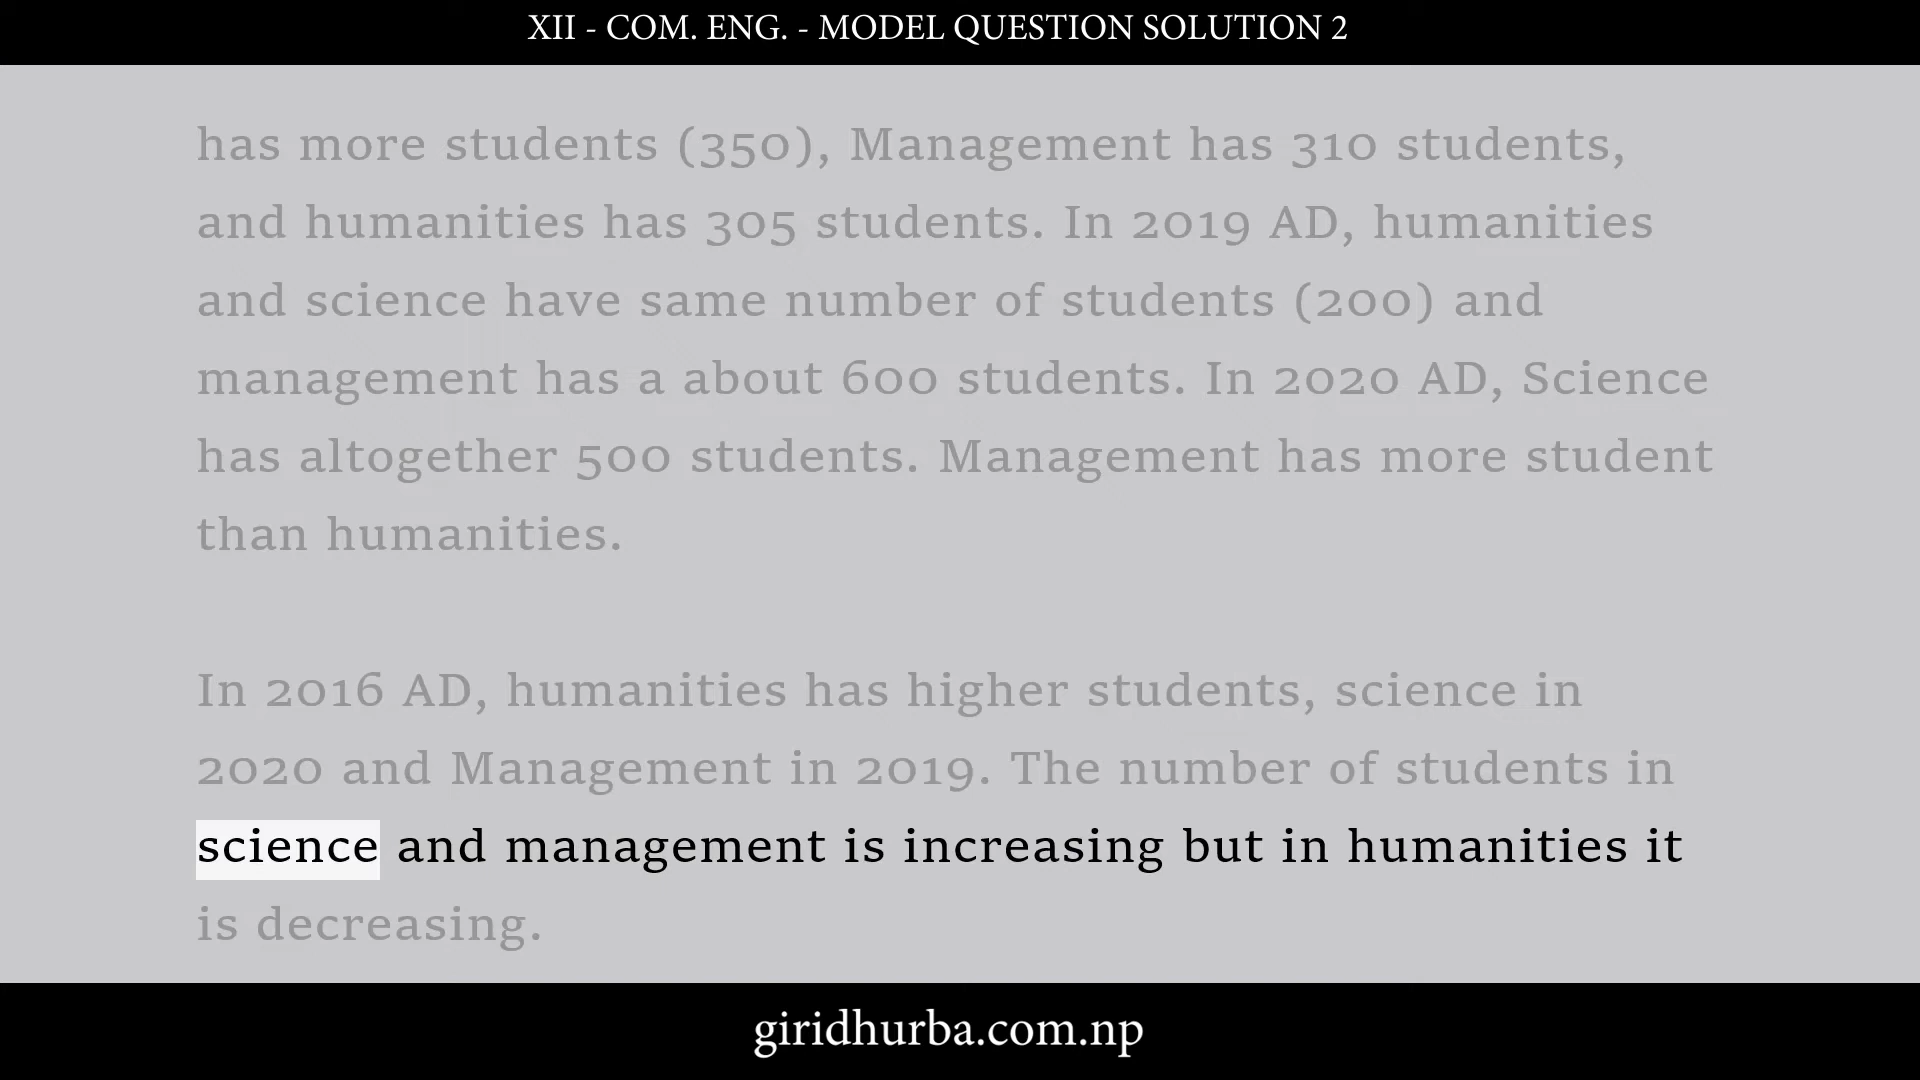 XII - COM. ENG. - MODEL QUESTION SOLUTION 2
has more students (350), Management has 310 students,
and humanities has 305 students. In 2019 AD, humanities
and science have same number of students (200) and
management has a about 600 students. In 2020 AD, Science
has altogether 500 students. Management has more student
than humanities.
In 2016 AD, humanities has higher students, science in
2020 and Management in 2019. The number of students in
science and management is increasing but in humanities it
is decreasing.
giridhurba.com.np